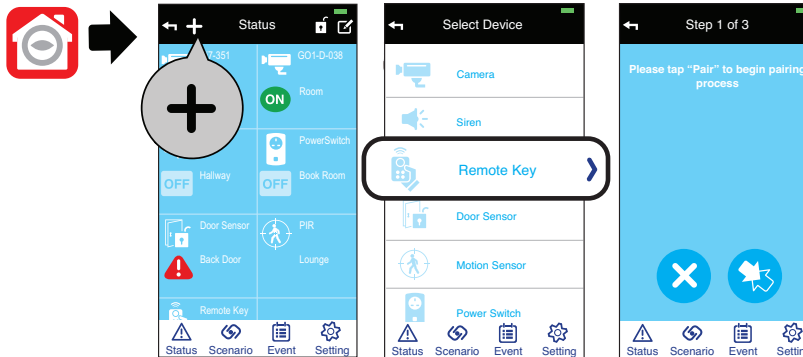 Status
7-351
GO1-D-038
ON
Room
PowerSwitch
OFF
Hallway
OFF
Book Room
Door Sensor
PIR
Back Door
Lounge
Remote Key
Status Scenario Event Setting
Select Device
Camera
Siren
Remote Key
Door Sensor
Motion Sensor
Power Switch
Status Scenario Event Setting
Step 1 of 3
Please tap “Pair” to begin pairing
process
Status Scenario Event Settin